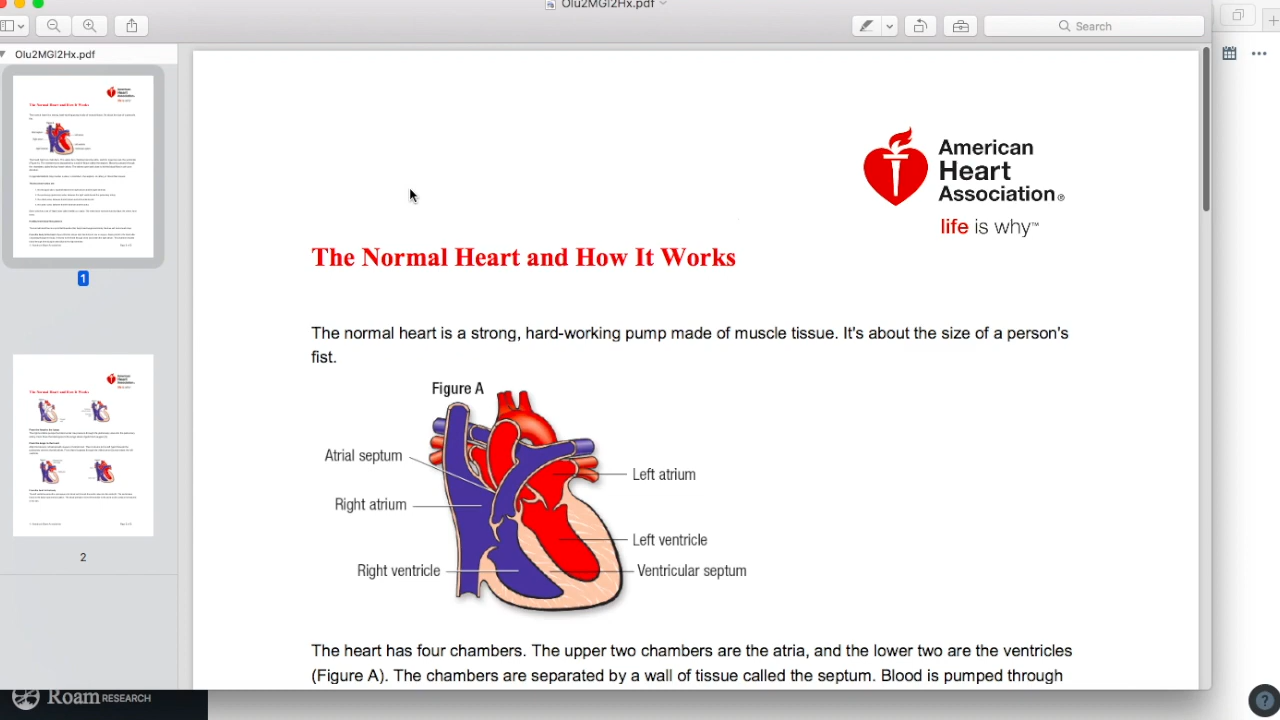 Olu2MGl2Hx.pdf
Search
Olu2MGl2Hx.pdf
1
2
American
Heart
Association®
life is why™
The Normal Heart and How It Works
The normal heart is a strong, hard-working pump made of muscle tissue. It's about the size of a person's
fist.
Figure A
Atrial septum
Left atrium
Right atrium
Left ventricle
Right ventricle
Ventricular septum
The heart has four chambers. The upper two chambers are the atria, and the lower two are the ventricles
(Figure A). The chambers are separated by a wall of tissue called the septum. Blood is pumped through
Roam RESEARCH
?